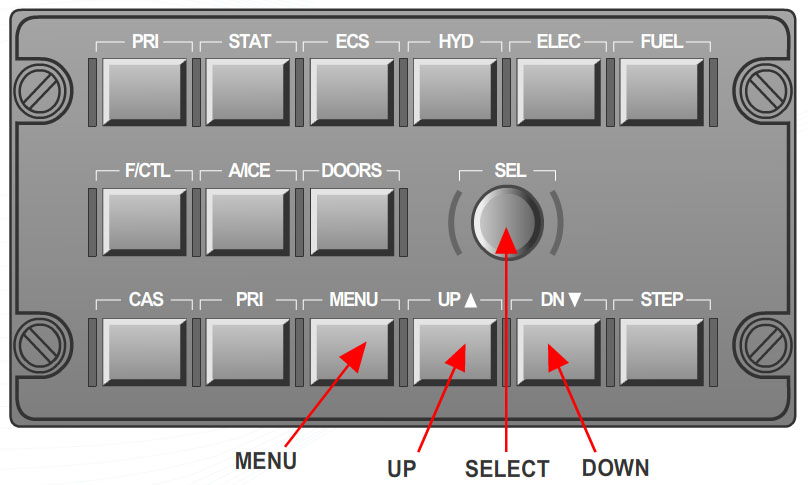 PRI STAT ECS HYD ELEC FUEL
F/CTL A/ICE DOORS SEL
CAS PRI MENU UP ▲ DN ▼ STEP
MENU UP SELECT DOWN